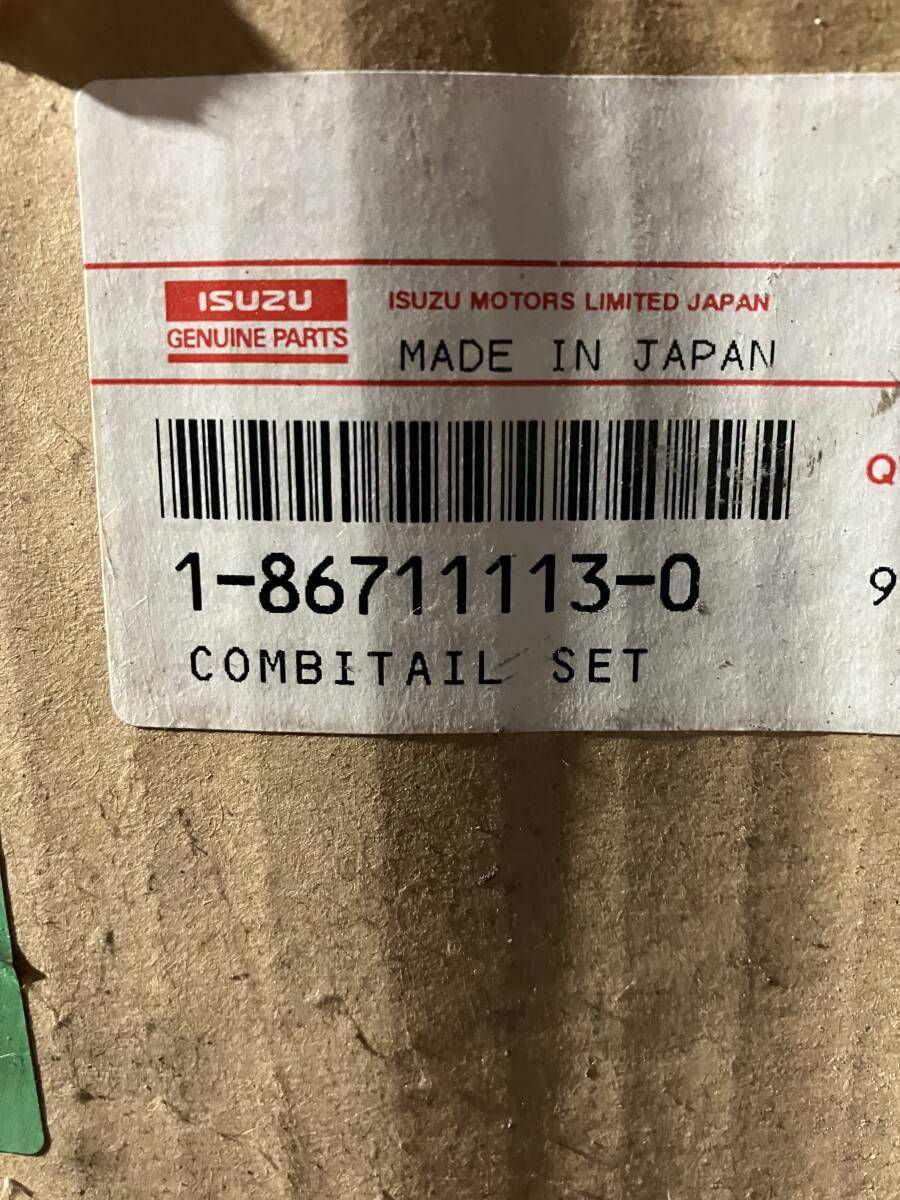 ISUZU
GENUINE PARTS
ISUZU MOTORS LIMITED JAPAN
MADE IN JAPAN
1-86711113-0
COMBITAIL SET